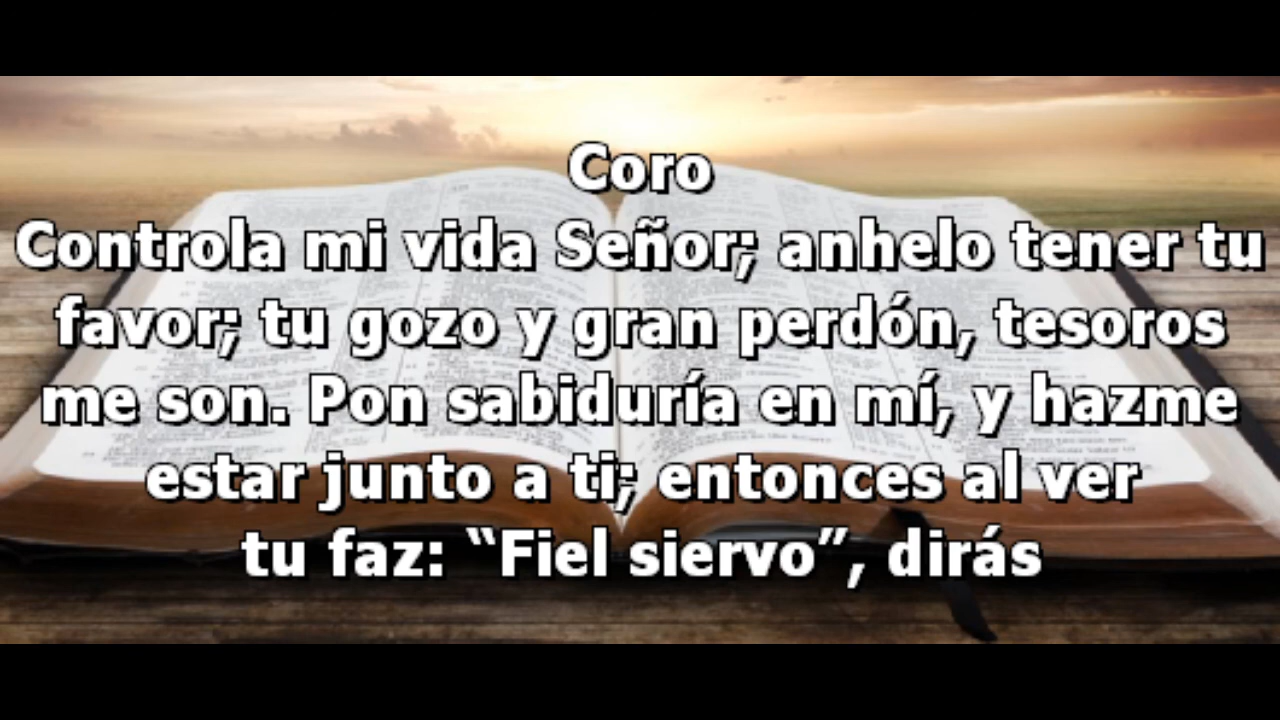 Coro
Controla mi vida Señor; anhelo tener tu
favor; tu gozo y gran perdón, tesoros
me son. Pon sabiduría en mí, y hazme
estar junto a ti; entonces al ver
tu faz: “Fiel siervo”, dirás